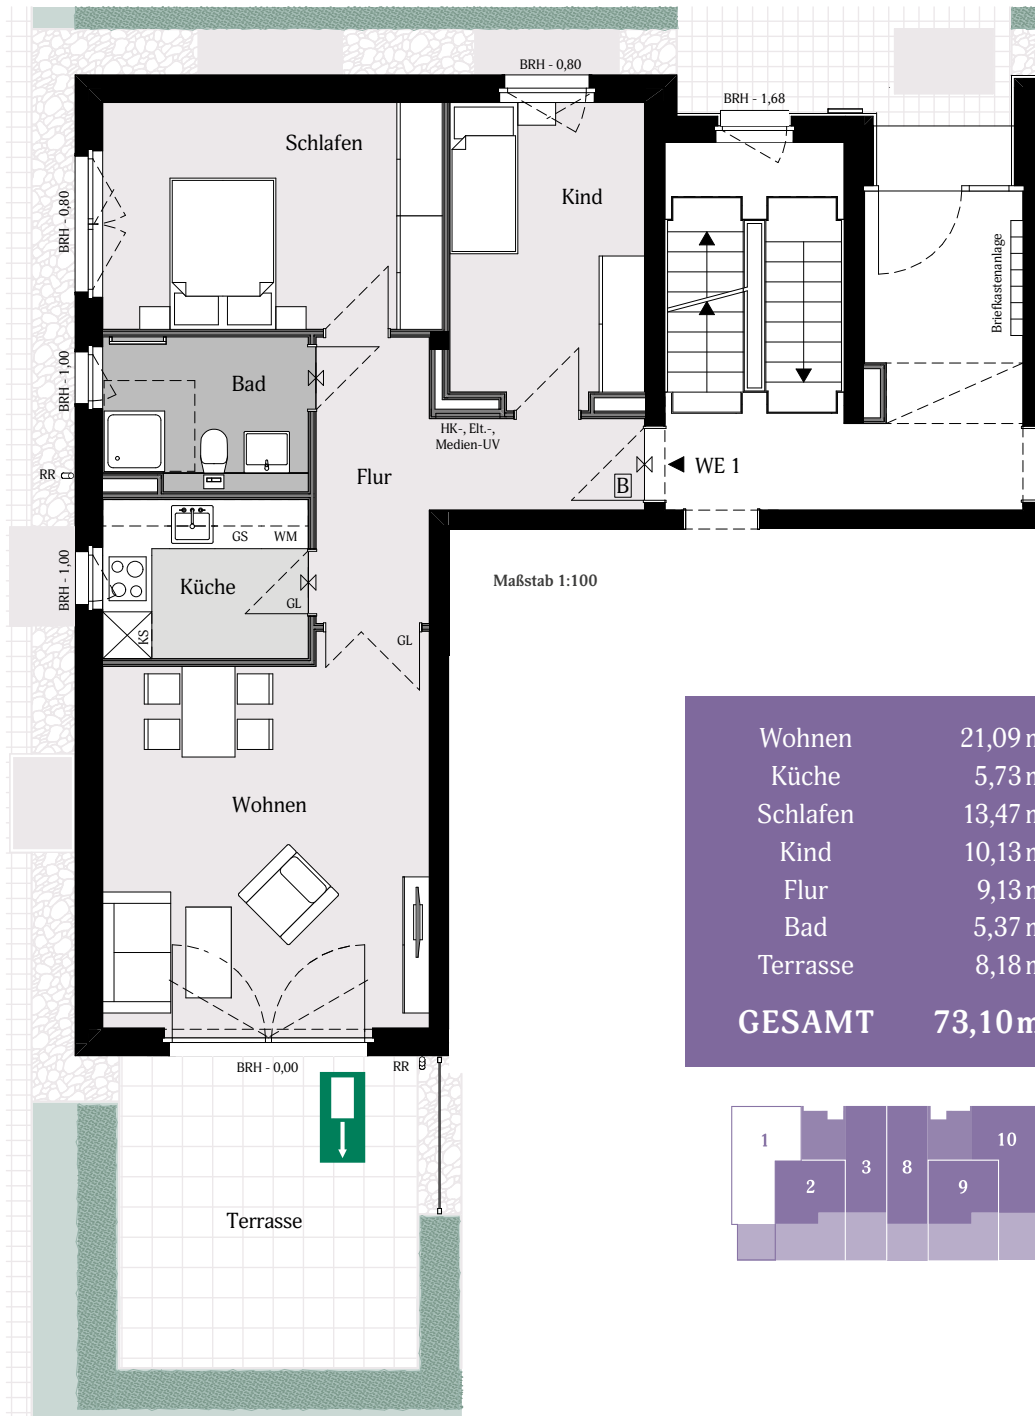 BRH - 0,80
BRH - 1,68
Schlafen
Kind
BRH - 0,80
Briefkastenanlage
BRH - 1,00
Bad
HK-, Elt.-,
Medien-UV
RR
Flur
B
WE 1
GS
WM
BRH - 1,00
Küche
GL
KS
GL
Maßstab 1:100
Wohnen
Wohnen 21,09 m
Küche 5,73 m
Schlafen 13,47 m
Kind 10,13 m
Flur 9,13 m
Bad 5,37 m
Terrasse 8,18 m
GESAMT 73,10 m
BRH - 0,00
RR
1
2
3
8
9
10
Terrasse